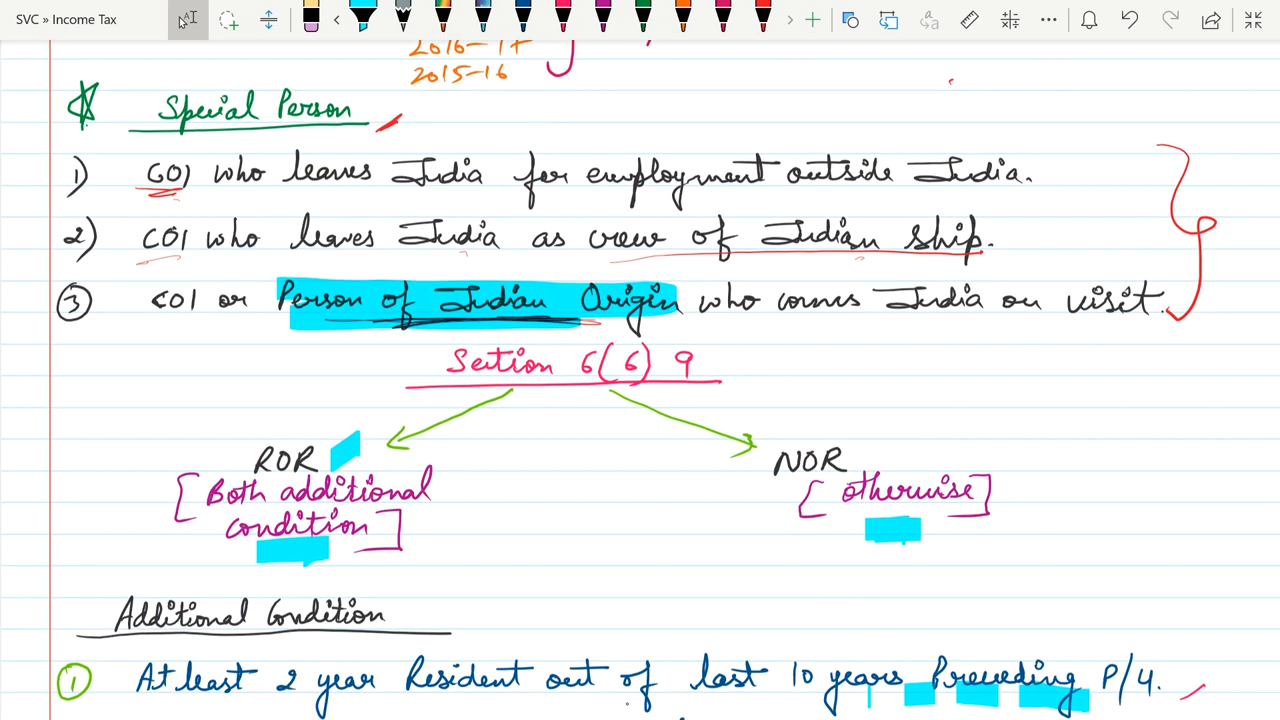 SVC » Income Tax
2016-17
2015-16
Special Person
1) COI who leaves India for employment outside India.
2) COI who leaves India as crew of Indian ship.
③ COI or Person of Indian Origin who comes India on visit.
Section 6(6) 9
ROR NOR
[Both additional [otherwise]
condition]
Additional Condition
① At least 2 year Resident out of last 10 years Preceding P/Y.